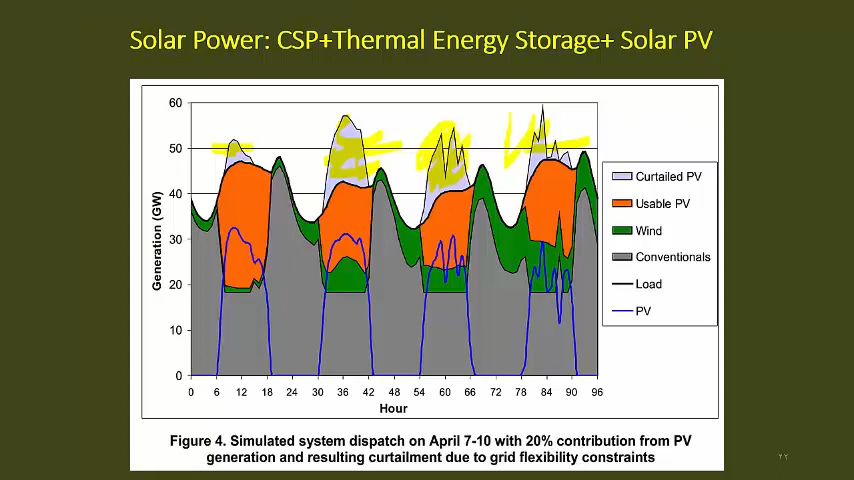 Solar Power: CSP+Thermal Energy Storage+ Solar PV
60
50
40
30
20
10
0
Generation (GW)
0 6 12 18 24 30 36 42 48 54 60 66 72 78 84 90 96
Hour
Curtailed PV
Usable PV
Wind
Conventionals
Load
PV
Figure 4. Simulated system dispatch on April 7-10 with 20% contribution from PV
generation and resulting curtailment due to grid flexibility constraints
٢٢